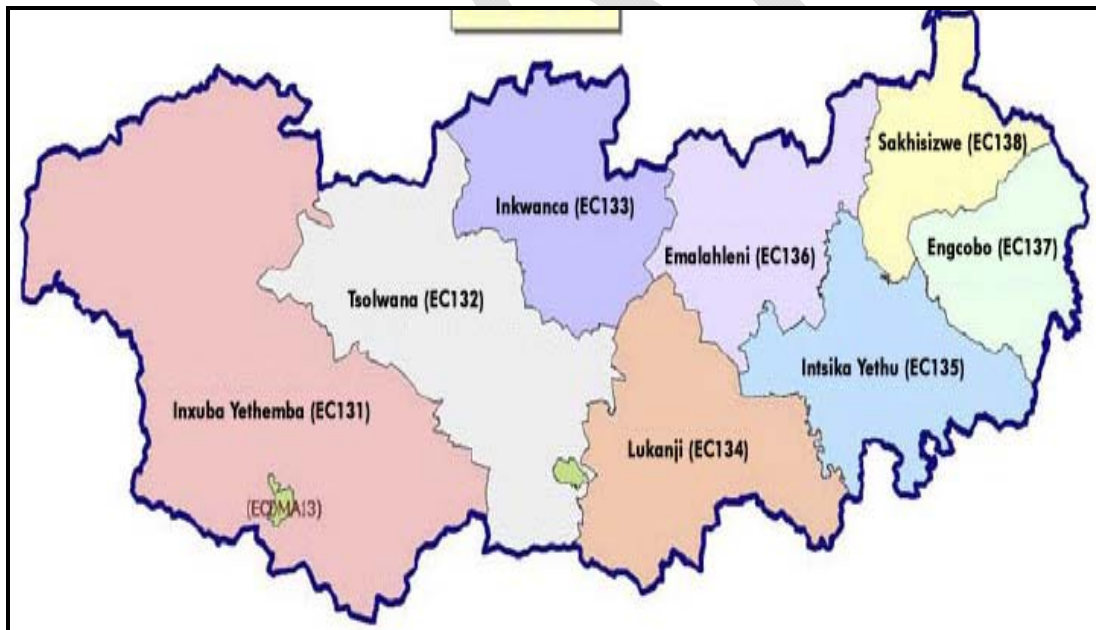 Sakhisizwe (EC138)
Inkwanca (EC133)
Engcobo (EC137)
Emalahleni (EC136)
Tsolwana (EC132)
Intsika Yethu (EC135)
Inxuba Yethemba (EC131)
Lukanji (EC134)